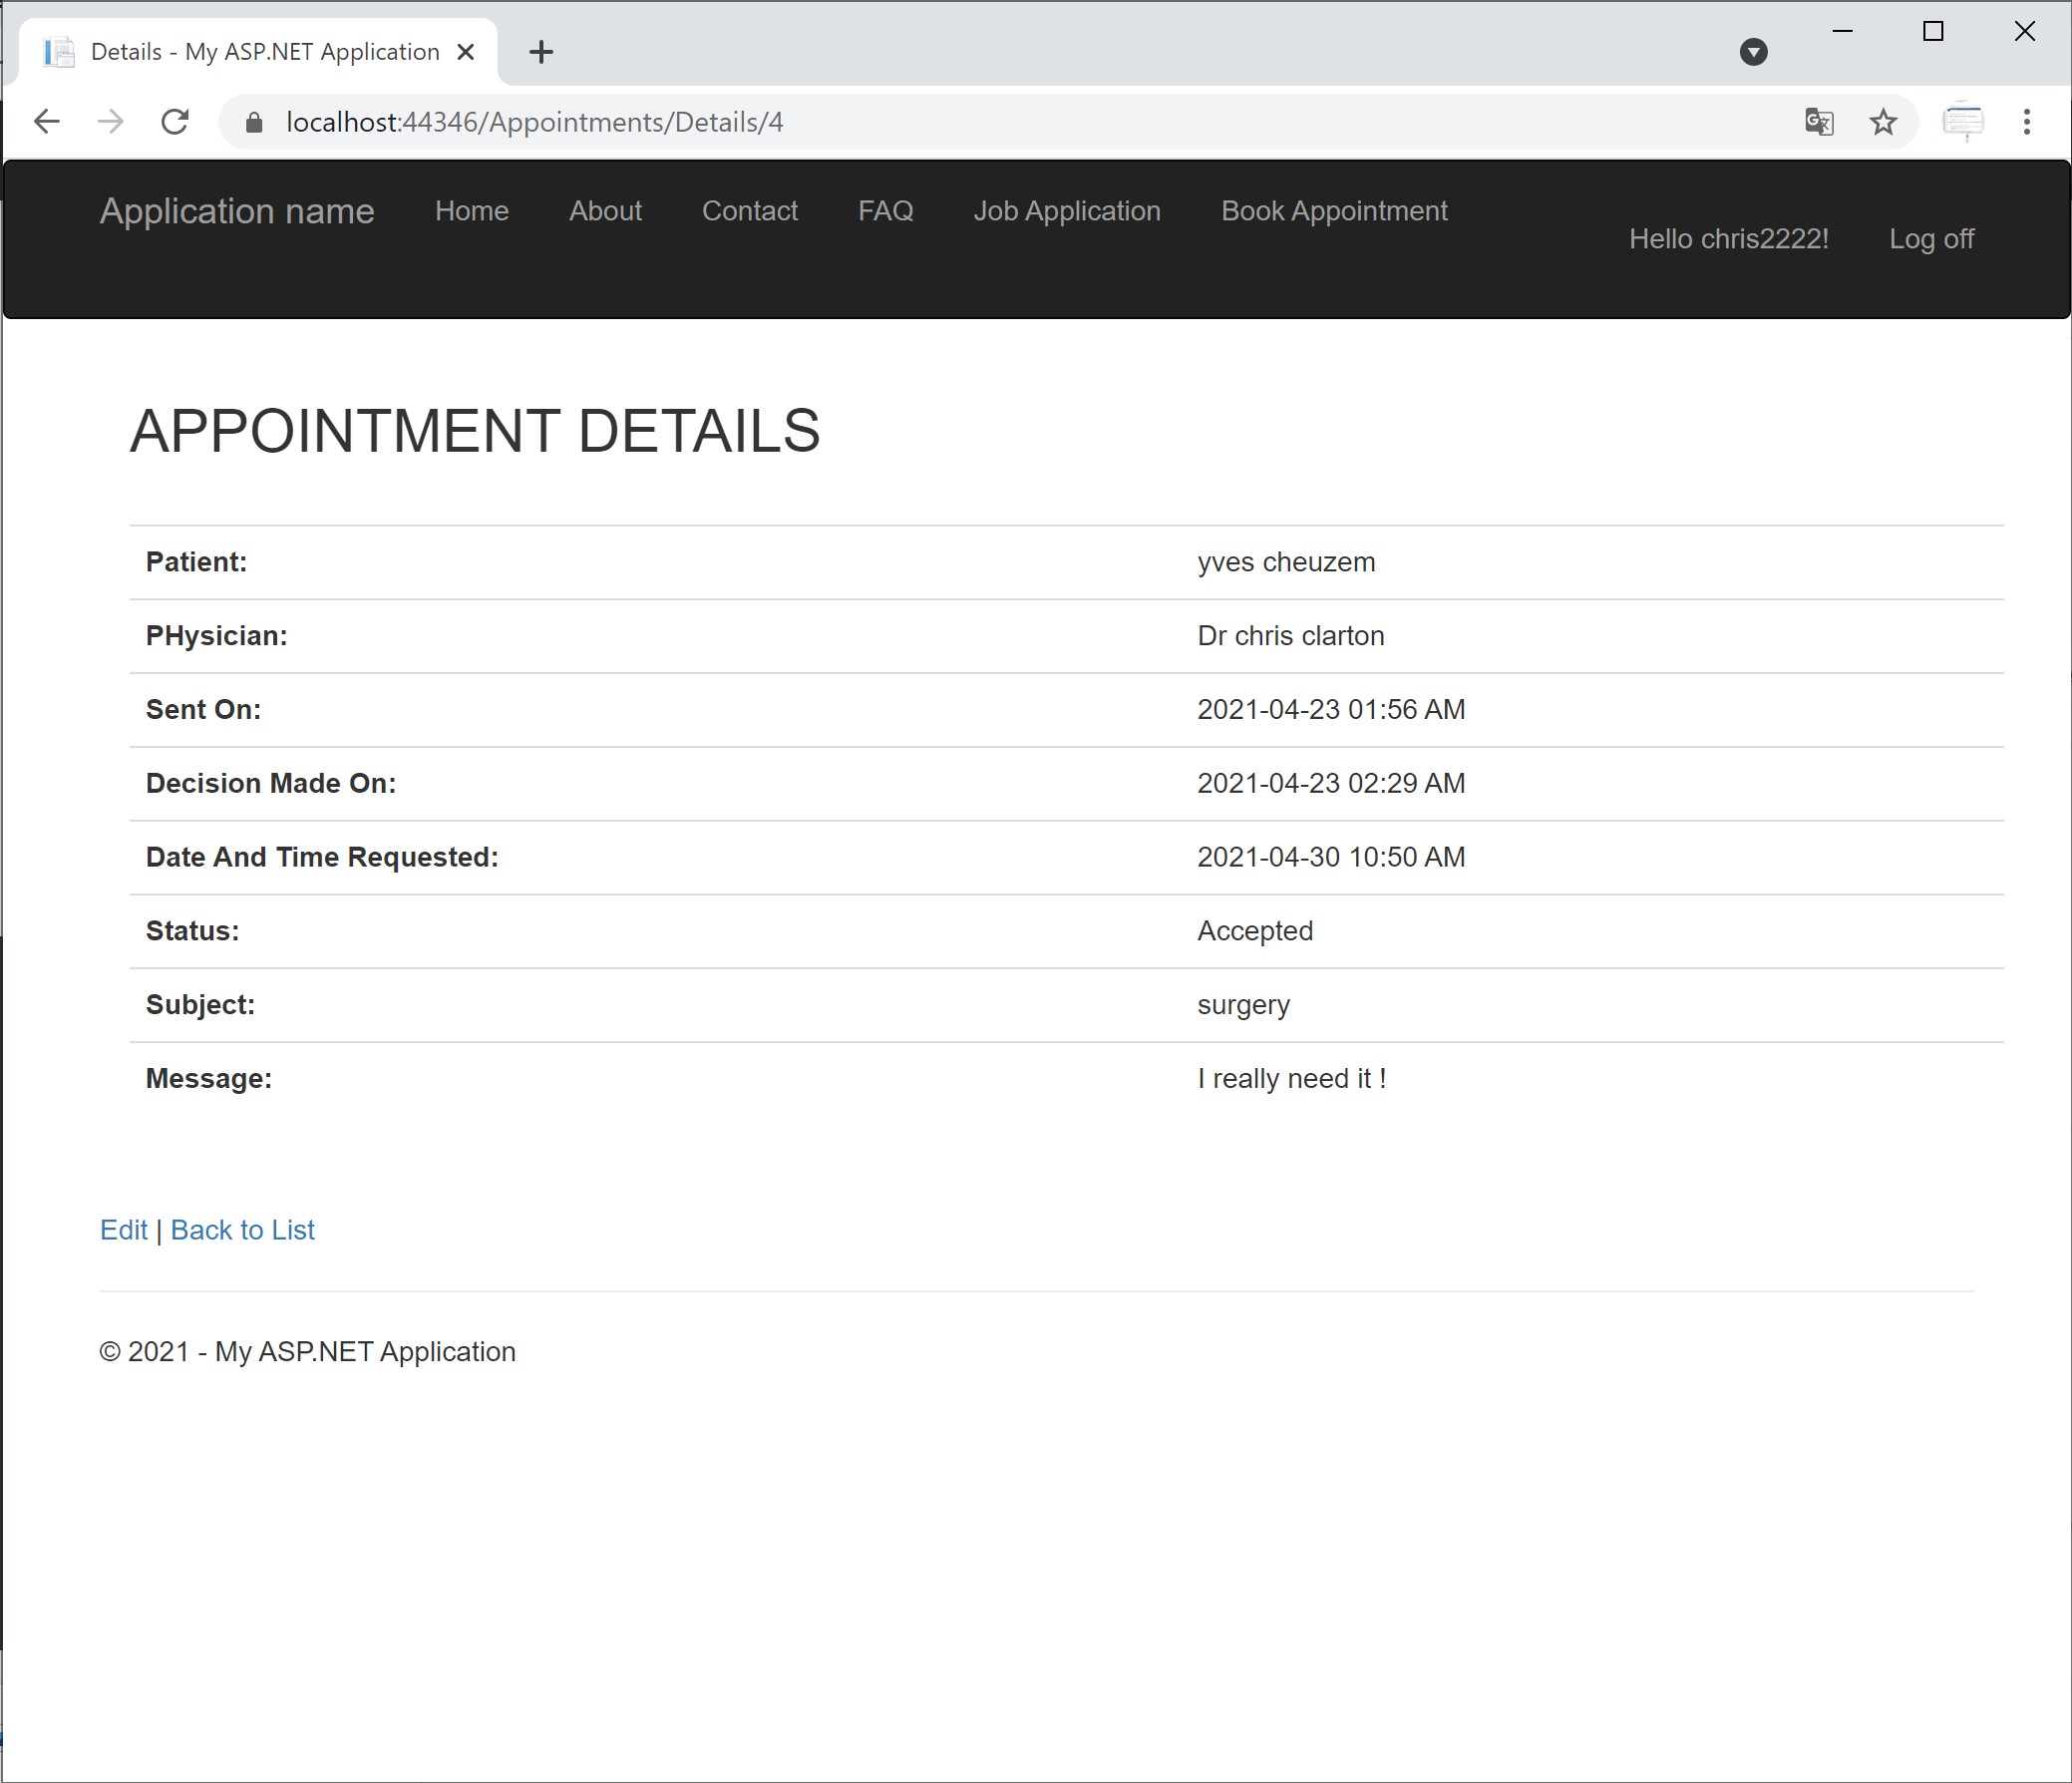 Details - My ASP.NET Application
localhost:44346/Appointments/Details/4
Application name Home About Contact FAQ Job Application Book Appointment
Hello chris2222! Log off
APPOINTMENT DETAILS
Patient: yves cheuzem
PHysician: Dr chris clarton
Sent On: 2021-04-23 01:56 AM
Decision Made On: 2021-04-23 02:29 AM
Date And Time Requested: 2021-04-30 10:50 AM
Status: Accepted
Subject: surgery
Message: I really need it !
Edit | Back to List
© 2021 - My ASP.NET Application